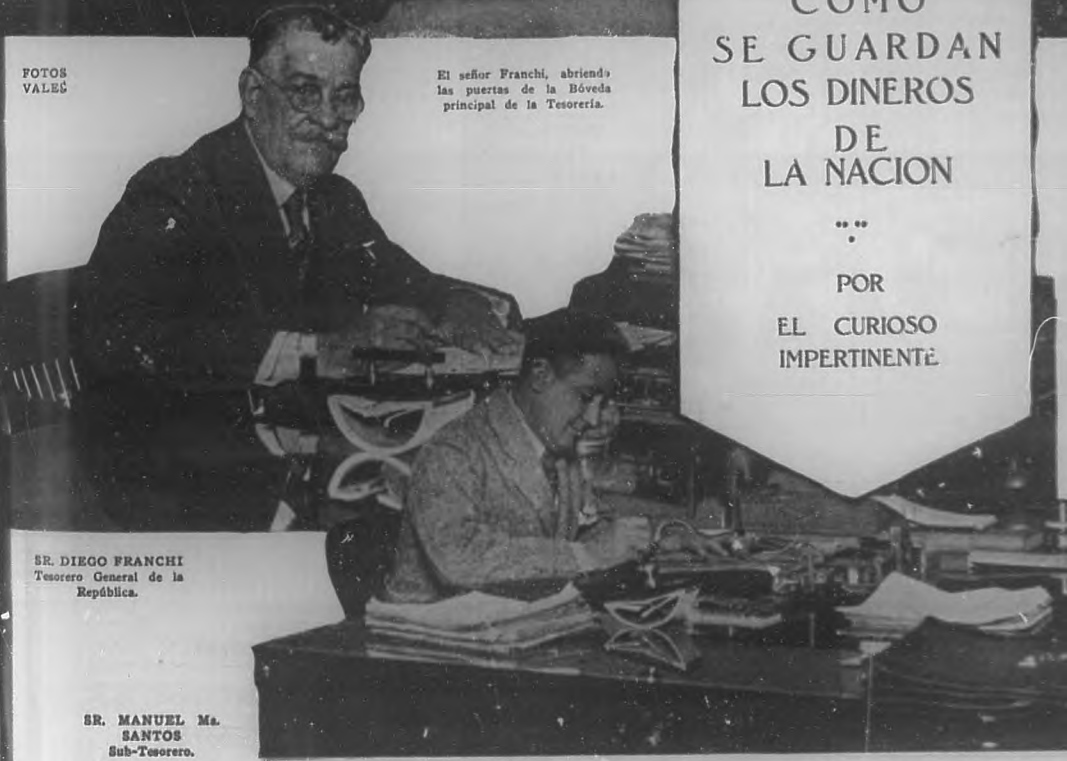 FOTOS
VALES
El señor Franchi, abriendo
las puertas de la Bóveda
principal de la Tesorería.
COMO
SE GUARDAN
LOS DINEROS
DE
LA NACION
POR
EL CURIOSO
IMPERTINENTE
SR. DIEGO FRANCHI
Tesorero General de la
República.
SR. MANUEL Ma.
SANTOS
Sub-Tesorero.